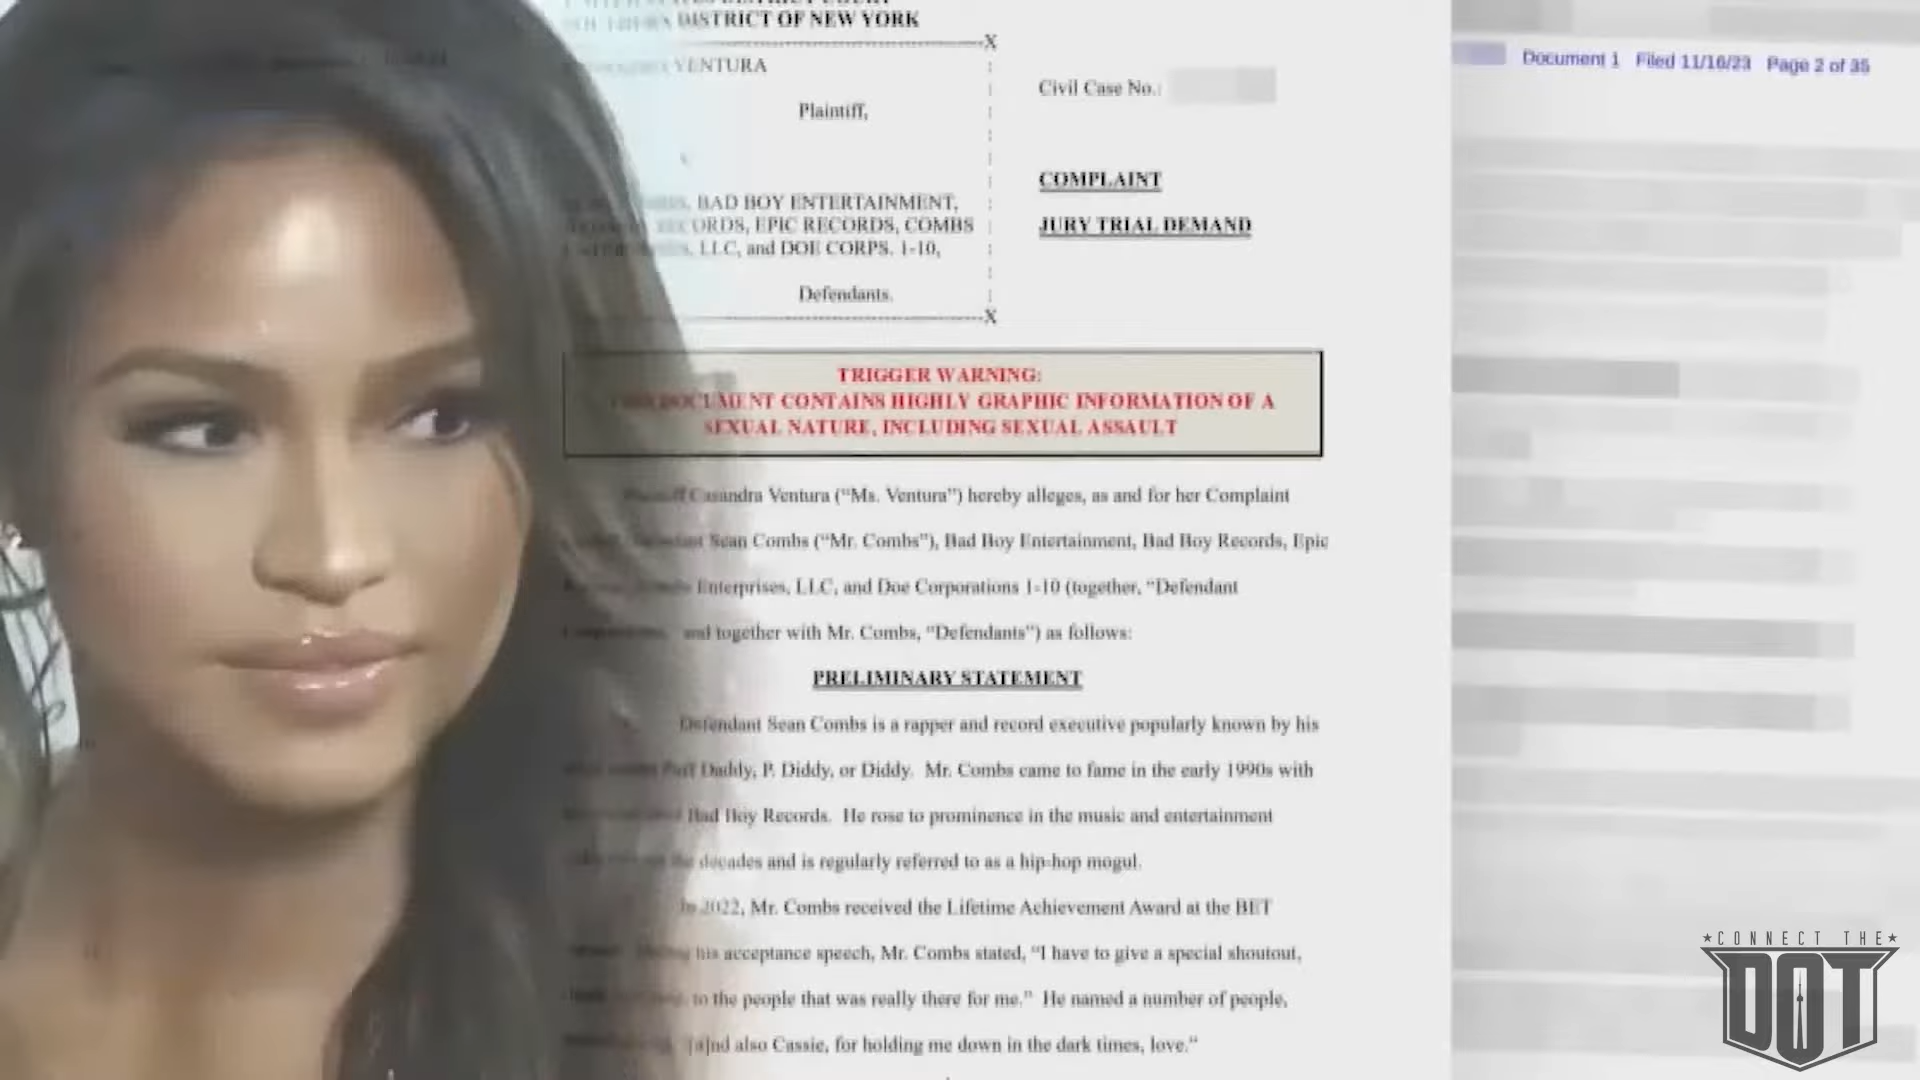 DISTRICT OF NEW YORK
X
VENTURA
Plaintiff,
Civil Case No.:
COMPLAINT
JURY TRIAL DEMAND
BAD BOY ENTERTAINMENT,
RECORDS, EPIC RECORDS, COMBS
LLC, and DOE CORPS. 1-10,
Defendants.
X
TRIGGER WARNING:
DOCUMENT CONTAINS HIGHLY GRAPHIC INFORMATION OF A
SEXUAL NATURE, INCLUDING SEXUAL ASSAULT
Casandra Ventura (“Ms. Ventura”) hereby alleges, as and for her Complaint
Sean Combs (“Mr. Combs”), Bad Boy Entertainment, Bad Boy Records, Epic
Enterprises, LLC, and Doe Corporations 1-10 (together, “Defendant
and together with Mr. Combs, “Defendants”) as follows:
PRELIMINARY STATEMENT
Defendant Sean Combs is a rapper and record executive popularly known by his
Puff Daddy, P. Diddy, or Diddy. Mr. Combs came to fame in the early 1990s with
Bad Boy Records. He rose to prominence in the music and entertainment
the decades and is regularly referred to as a hip-hop mogul.
In 2022, Mr. Combs received the Lifetime Achievement Award at the BET
his acceptance speech, Mr. Combs stated, “I have to give a special shoutout,
to the people that was really there for me.” He named a number of people,
[a]nd also Cassie, for holding me down in the dark times, love.”
Document 1 Filed 11/16/23 Page 2 of 35
CONNECT THE
DOT